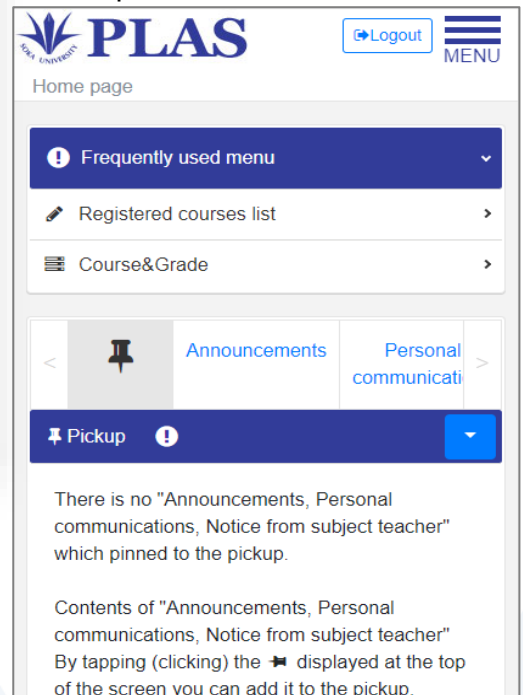 PLAS
SOKA UNIVERSITY
Logout
MENU
Home page
Frequently used menu
Registered courses list
Course&Grade
< Announcements Personal >
communicati
Pickup
There is no "Announcements, Personal
communications, Notice from subject teacher"
which pinned to the pickup.
Contents of "Announcements, Personal
communications, Notice from subject teacher"
By tapping (clicking) the displayed at the top
of the screen you can add it to the pickup.